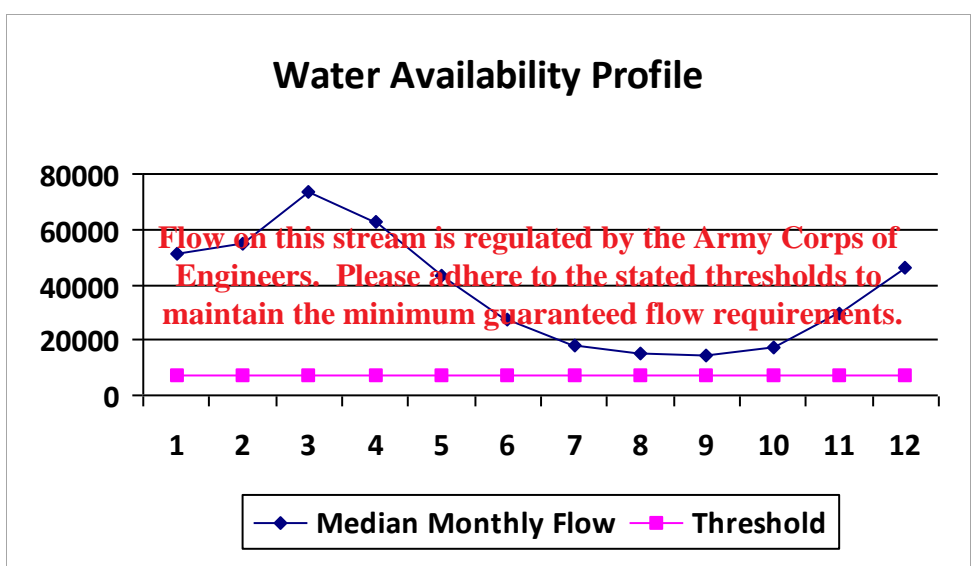 Water Availability Profile
80000
60000
40000
20000
0
Flow on this stream is regulated by the Army Corps of
Engineers.  Please adhere to the stated thresholds to
maintain the minimum guaranteed flow requirements.
1 2 3 4 5 6 7 8 9 10 11 12
Median Monthly Flow Threshold